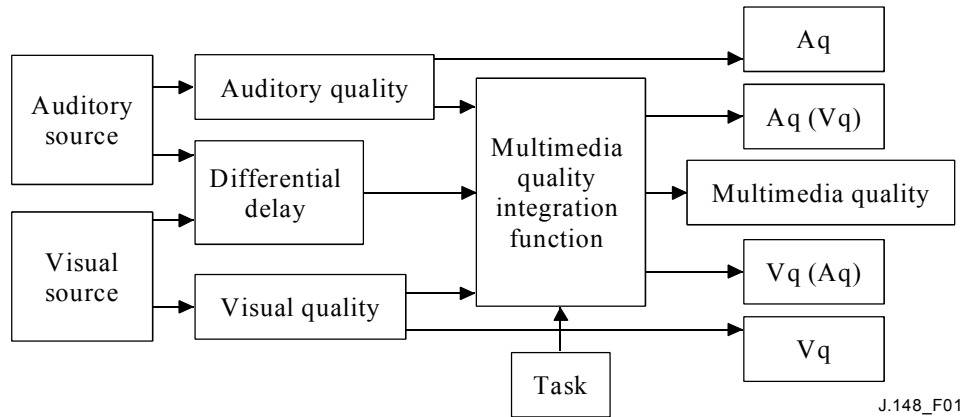 Auditory
source
Visual
source
Auditory quality
Differential
delay
Visual quality
Multimedia
quality
integration
function
Task
Aq
Aq (Vq)
Multimedia quality
Vq (Aq)
Vq
J.148_F01